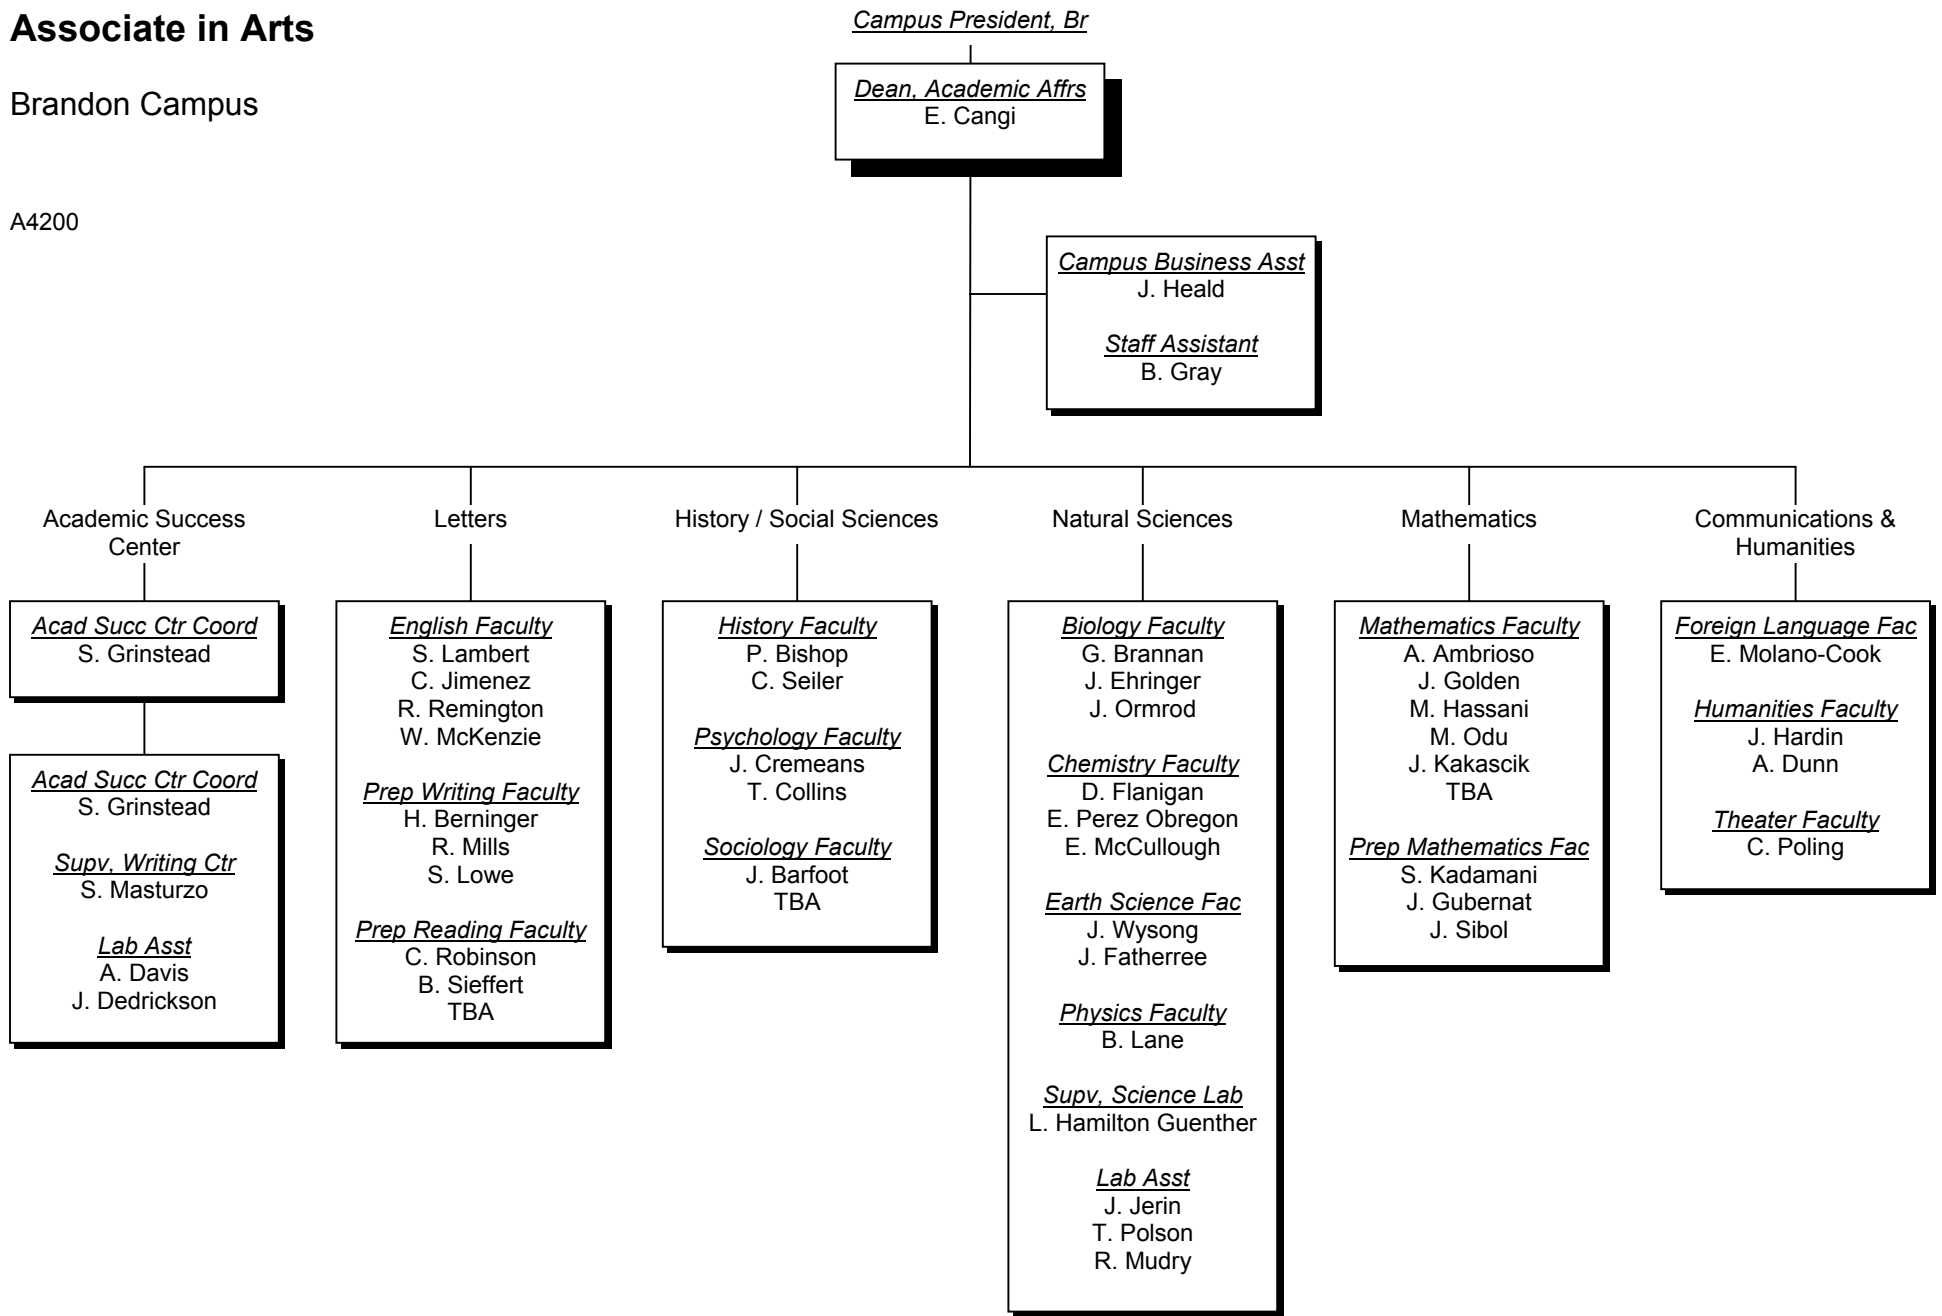 Associate in Arts
Brandon Campus
A4200
Campus President, Br
Dean, Academic Affrs
E. Cangi
Campus Business Asst
J. Heald
Staff Assistant
B. Gray
Academic Success
Center
Acad Succ Ctr Coord
S. Grinstead
Acad Succ Ctr Coord
S. Grinstead
Supv, Writing Ctr
S. Masturzo
Lab Asst
A. Davis
J. Dedrickson
Letters
English Faculty
S. Lambert
C. Jimenez
R. Remington
W. McKenzie
Prep Writing Faculty
H. Berninger
R. Mills
S. Lowe
Prep Reading Faculty
C. Robinson
B. Sieffert
TBA
History / Social Sciences
History Faculty
P. Bishop
C. Seiler
Psychology Faculty
J. Cremeans
T. Collins
Sociology Faculty
J. Barfoot
TBA
Natural Sciences
Biology Faculty
G. Brannan
J. Ehringer
J. Ormrod
Chemistry Faculty
D. Flanigan
E. Perez Obregon
E. McCullough
Earth Science Fac
J. Wysong
J. Fatherree
Physics Faculty
B. Lane
Supv, Science Lab
L. Hamilton Guenther
Lab Asst
J. Jerin
T. Polson
R. Mudry
Mathematics
Mathematics Faculty
A. Ambrioso
J. Golden
M. Hassani
M. Odu
J. Kakascik
TBA
Prep Mathematics Fac
S. Kadamani
J. Gubernat
J. Sibol
Communications &
Humanities
Foreign Language Fac
E. Molano-Cook
Humanities Faculty
J. Hardin
A. Dunn
Theater Faculty
C. Poling